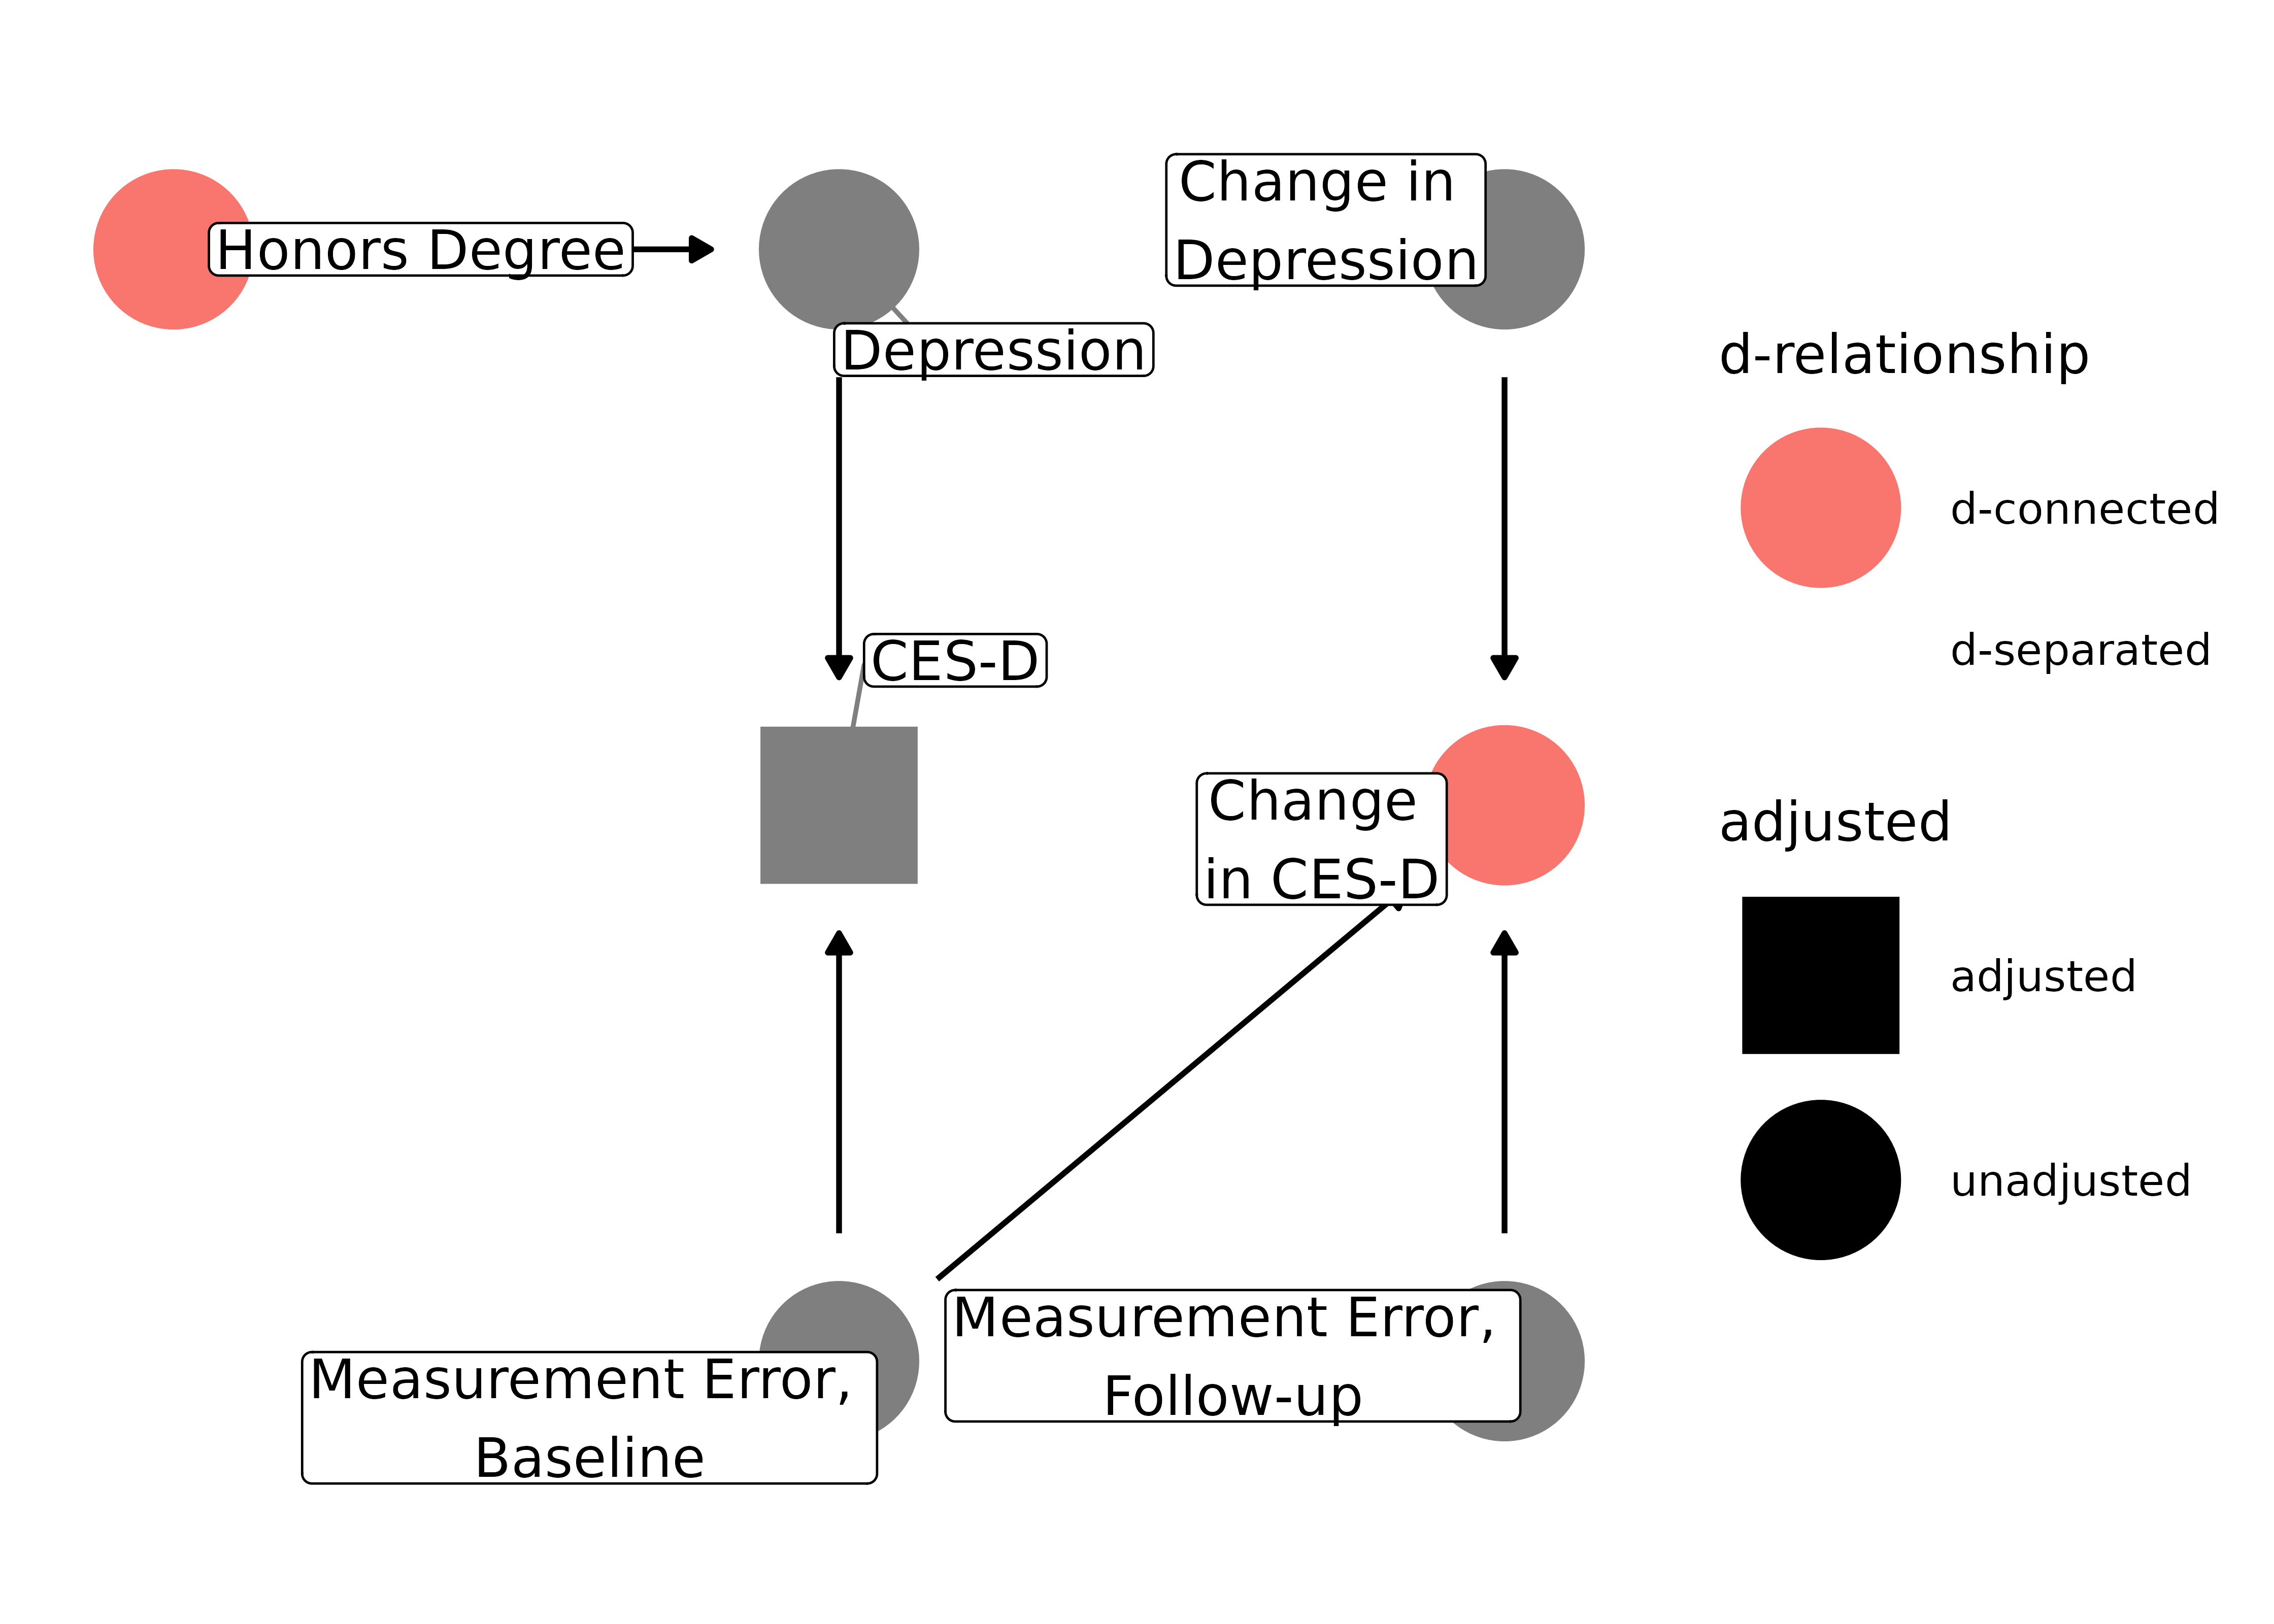 Honors Degree
Depression
Change in
Depression
CES-D
Change
in CES-D
Measurement Error,
Baseline
Measurement Error,
Follow-up
d-relationship
d-connected
d-separated
adjusted
adjusted
unadjusted